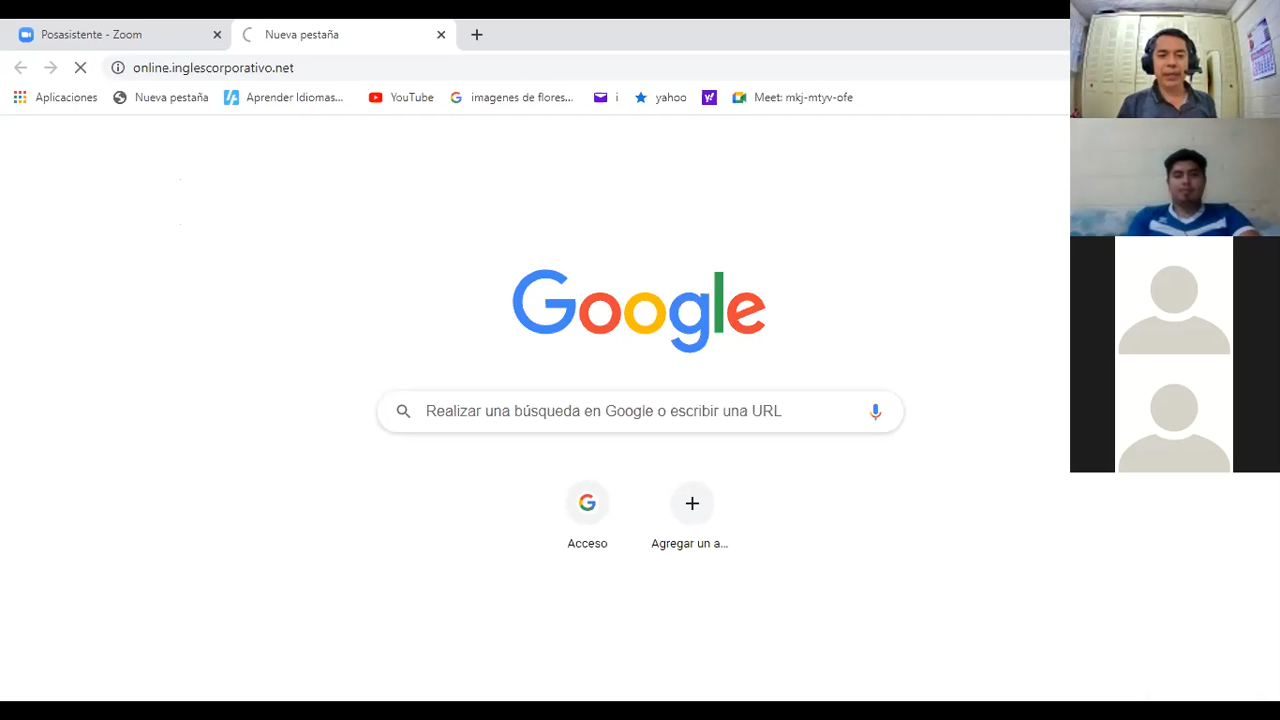 Posasistente - Zoom
Nueva pestaña
online.inglescorporativo.net
Aplicaciones
Nueva pestaña
Aprender Idiomas...
YouTube
imagenes de flores...
i
yahoo
Meet: mkj-mtyv-ofe
Google
Realizar una búsqueda en Google o escribir una URL
Acceso
Agregar un a...